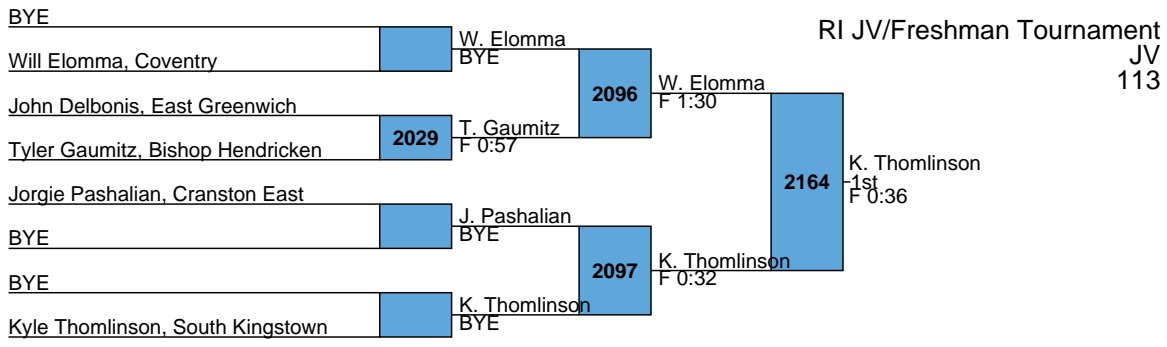 BYE
Will Elomma, Coventry
John Delbonis, East Greenwich
Tyler Gaumitz, Bishop Hendricken
Jorgie Pashalian, Cranston East
BYE
BYE
Kyle Thomlinson, South Kingstown
2029
W. Elomma
BYE
T. Gaumitz
F 0:57
J. Pashalian
BYE
K. Thomlinson
BYE
2096
2097
W. Elomma
F 1:30
K. Thomlinson
F 0:32
2164
K. Thomlinson
1st
F 0:36
RI JV/Freshman Tournament
JV
113